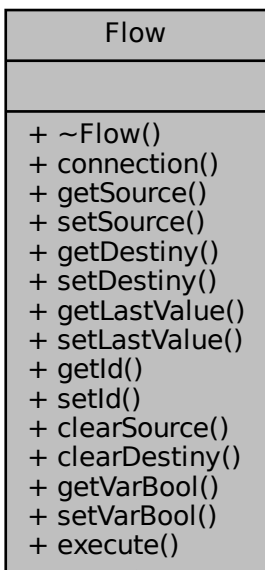 Flow
+ ~Flow()
+ connection()
+ getSource()
+ setSource()
+ getDestiny()
+ setDestiny()
+ getLastValue()
+ setLastValue()
+ getId()
+ setId()
+ clearSource()
+ clearDestiny()
+ getVarBool()
+ setVarBool()
+ execute()